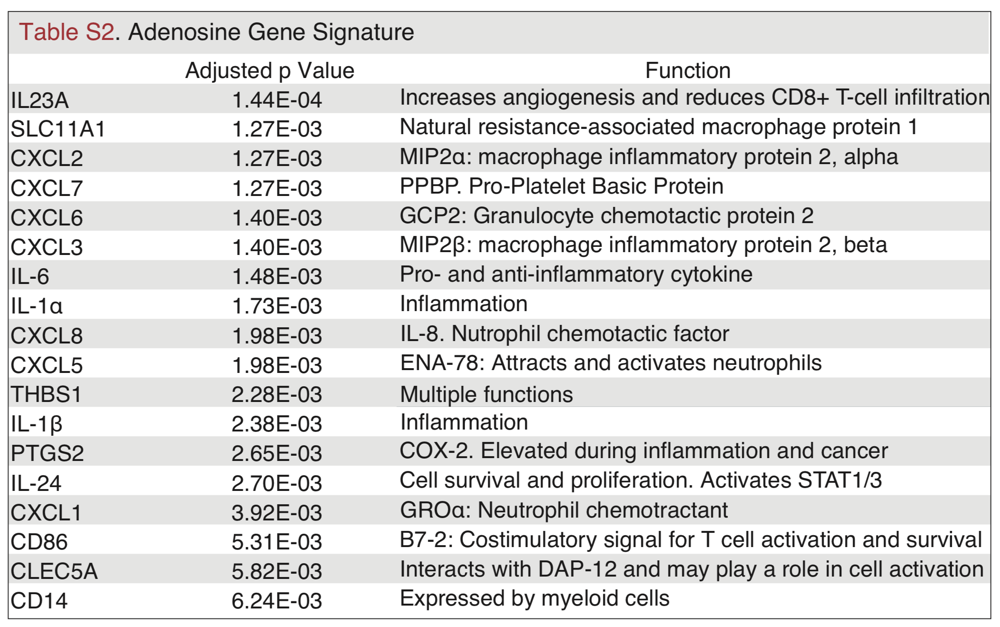 Table S2. Adenosine Gene Signature
Adjusted p Value Function
IL23A 1.44E-04 Increases angiogenesis and reduces CD8+ T-cell infiltration
SLC11A1 1.27E-03 Natural resistance-associated macrophage protein 1
CXCL2 1.27E-03 MIP2α: macrophage inflammatory protein 2, alpha
CXCL7 1.27E-03 PPBP. Pro-Platelet Basic Protein
CXCL6 1.40E-03 GCP2: Granulocyte chemotactic protein 2
CXCL3 1.40E-03 MIP2β: macrophage inflammatory protein 2, beta
IL-6 1.48E-03 Pro- and anti-inflammatory cytokine
IL-1α 1.73E-03 Inflammation
CXCL8 1.98E-03 IL-8. Nutrophil chemotactic factor
CXCL5 1.98E-03 ENA-78: Attracts and activates neutrophils
THBS1 2.28E-03 Multiple functions
IL-1β 2.38E-03 Inflammation
PTGS2 2.65E-03 COX-2. Elevated during inflammation and cancer
IL-24 2.70E-03 Cell survival and proliferation. Activates STAT1/3
CXCL1 3.92E-03 GROα: Neutrophil chemotractant
CD86 5.31E-03 B7-2: Costimulatory signal for T cell activation and survival
CLEC5A 5.82E-03 Interacts with DAP-12 and may play a role in cell activation
CD14 6.24E-03 Expressed by myeloid cells